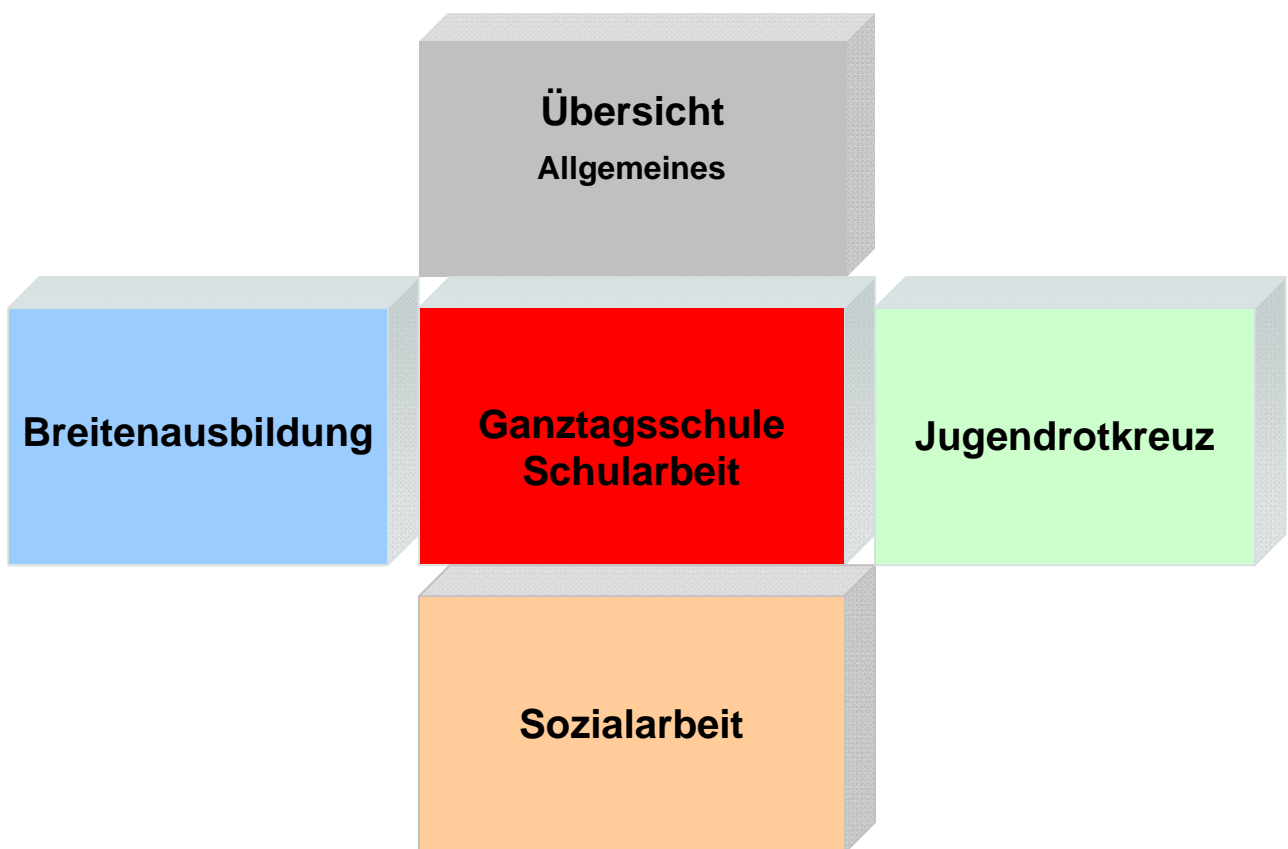 Übersicht
Allgemeines
Breitenausbildung
Ganztagsschule
Schularbeit
Jugendrotkreuz
Sozialarbeit